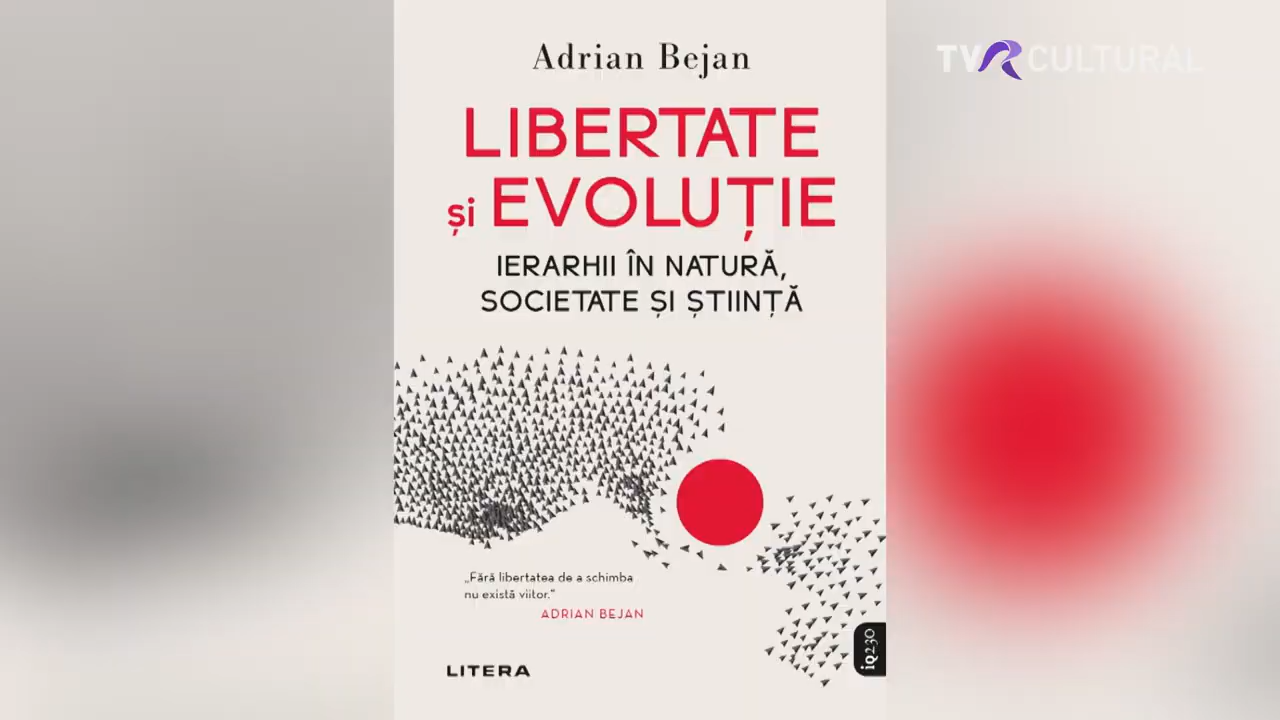 Adrian Bejan
TVR CULTURAL
LIBERTATE
și EVOLUȚIE
IERARHII ÎN NATURĂ,
SOCIETATE ȘI ȘTIINȚĂ
„Fără libertatea de a schimba
nu există viitor.”
ADRIAN BEJAN
LITERA
iq230